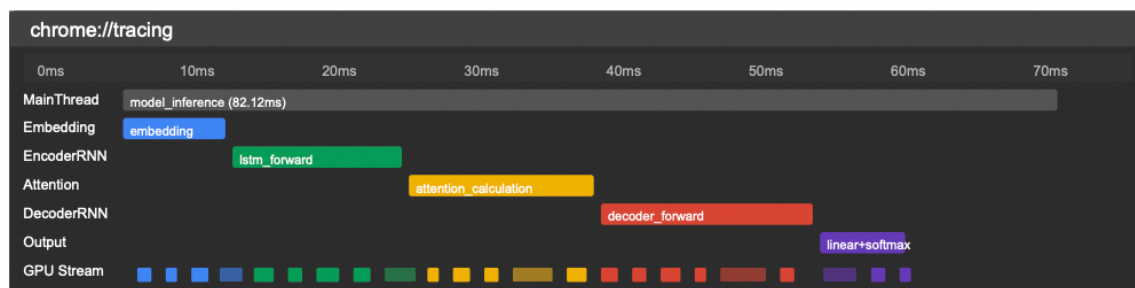 chrome://tracing
0ms 10ms 20ms 30ms 40ms 50ms 60ms 70ms
MainThread model_inference (82.12ms)
Embedding embedding
EncoderRNN lstm_forward
Attention attention_calculation
DecoderRNN decoder_forward
Output linear+softmax
GPU Stream